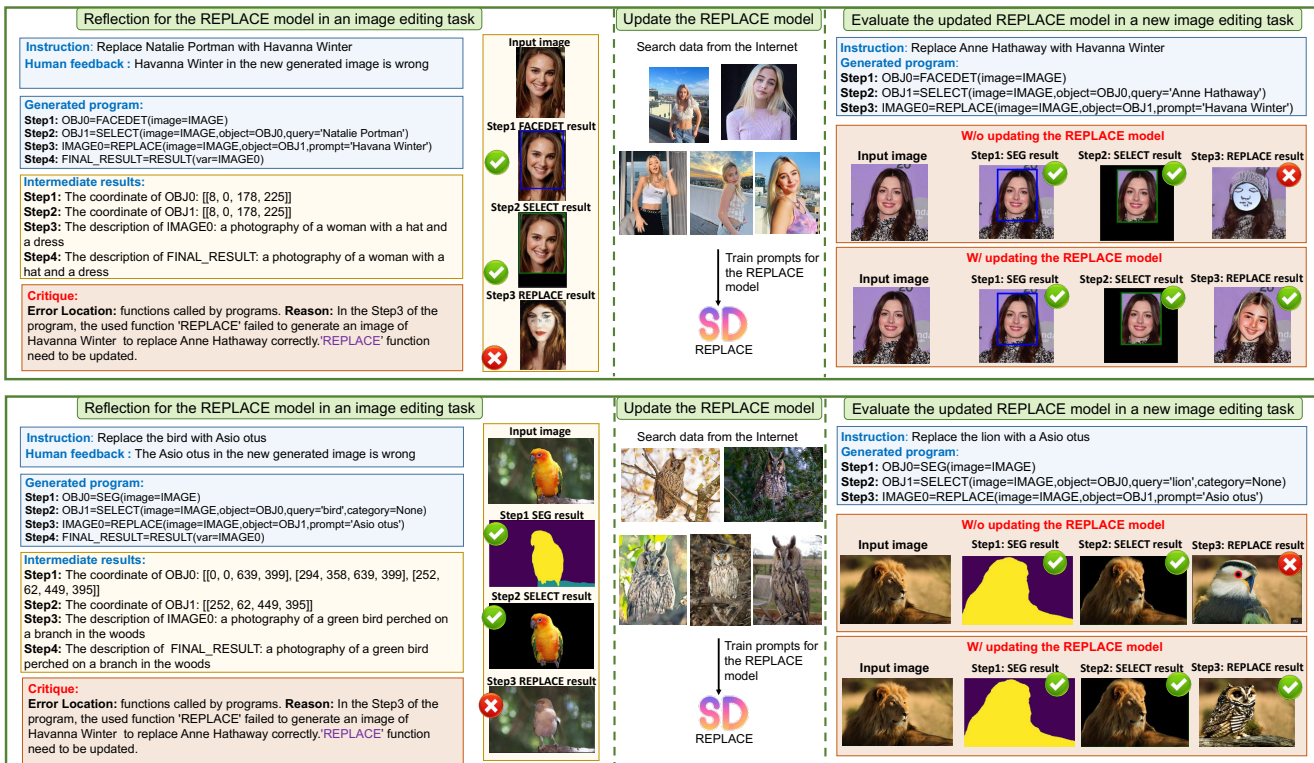 Reflection for the REPLACE model in an image editing task
Instruction: Replace Natalie Portman with Havanna Winter
Human feedback : Havanna Winter in the new generated image is wrong
Generated program:
Step1: OBJ0=FACEDET(image=IMAGE)
Step2: OBJ1=SELECT(image=IMAGE,object=OBJ0,query='Natalie Portman')
Step3: IMAGE0=REPLACE(image=IMAGE,object=OBJ1,prompt='Havana Winter')
Step4: FINAL_RESULT=RESULT(var=IMAGE0)
Intermediate results:
Step1: The coordinate of OBJ0: [[8, 0, 178, 225]]
Step2: The coordinate of OBJ1: [[8, 0, 178, 225]]
Step3: The description of IMAGE0: a photography of a woman with a hat and
a dress
Step4: The description of FINAL_RESULT: a photography of a woman with a
hat and a dress
Critique:
Error Location: functions called by programs. Reason: In the Step3 of the
program, the used function 'REPLACE' failed to generate an image of
Havanna Winter to replace Anne Hathaway correctly.'REPLACE' function
need to be updated.
Input image
Step1 FACEDET result
Step2 SELECT result
Step3 REPLACE result
Update the REPLACE model
Search data from the Internet
Train prompts for
the REPLACE
model
SD
REPLACE
Evaluate the updated REPLACE model in a new image editing task
Instruction: Replace Anne Hathaway with Havanna Winter
Generated program:
Step1: OBJ0=FACEDET(image=IMAGE)
Step2: OBJ1=SELECT(image=IMAGE,object=OBJ0,query='Anne Hathaway')
Step3: IMAGE0=REPLACE(image=IMAGE,object=OBJ1,prompt='Havana Winter')
W/o updating the REPLACE model
Input image
Step1: SEG result
Step2: SELECT result
Step3: REPLACE result
W/ updating the REPLACE model
Input image
Step1: SEG result
Step2: SELECT result
Step3: REPLACE result
Reflection for the REPLACE model in an image editing task
Instruction: Replace the bird with Asio otus
Human feedback : The Asio otus in the new generated image is wrong
Generated program:
Step1: OBJ0=SEG(image=IMAGE)
Step2: OBJ1=SELECT(image=IMAGE,object=OBJ0,query='bird',category=None)
Step3: IMAGE0=REPLACE(image=IMAGE,object=OBJ1,prompt='Asio otus')
Step4: FINAL_RESULT=RESULT(var=IMAGE0)
Intermediate results:
Step1: The coordinate of OBJ0: [[0, 0, 639, 399], [294, 358, 639, 399], [252,
62, 449, 395]]
Step2: The coordinate of OBJ1: [[252, 62, 449, 395]]
Step3: The description of IMAGE0: a photography of a green bird perched on
a branch in the woods
Step4: The description of FINAL_RESULT: a photography of a green bird
perched on a branch in the woods
Critique:
Error Location: functions called by programs. Reason: In the Step3 of the
program, the used function 'REPLACE' failed to generate an image of
Havanna Winter to replace Anne Hathaway correctly.'REPLACE' function
need to be updated.
Input image
Step1 SEG result
Step2 SELECT result
Step3 REPLACE result
Update the REPLACE model
Search data from the Internet
Train prompts for
the REPLACE
model
SD
REPLACE
Evaluate the updated REPLACE model in a new image editing task
Instruction: Replace the lion with a Asio otus
Generated program:
Step1: OBJ0=SEG(image=IMAGE)
Step2: OBJ1=SELECT(image=IMAGE,object=OBJ0,query='lion',category=None)
Step3: IMAGE0=REPLACE(image=IMAGE,object=OBJ1,prompt='Asio otus')
W/o updating the REPLACE model
Input image
Step1: SEG result
Step2: SELECT result
Step3: REPLACE result
W/ updating the REPLACE model
Input image
Step1: SEG result
Step2: SELECT result
Step3: REPLACE result